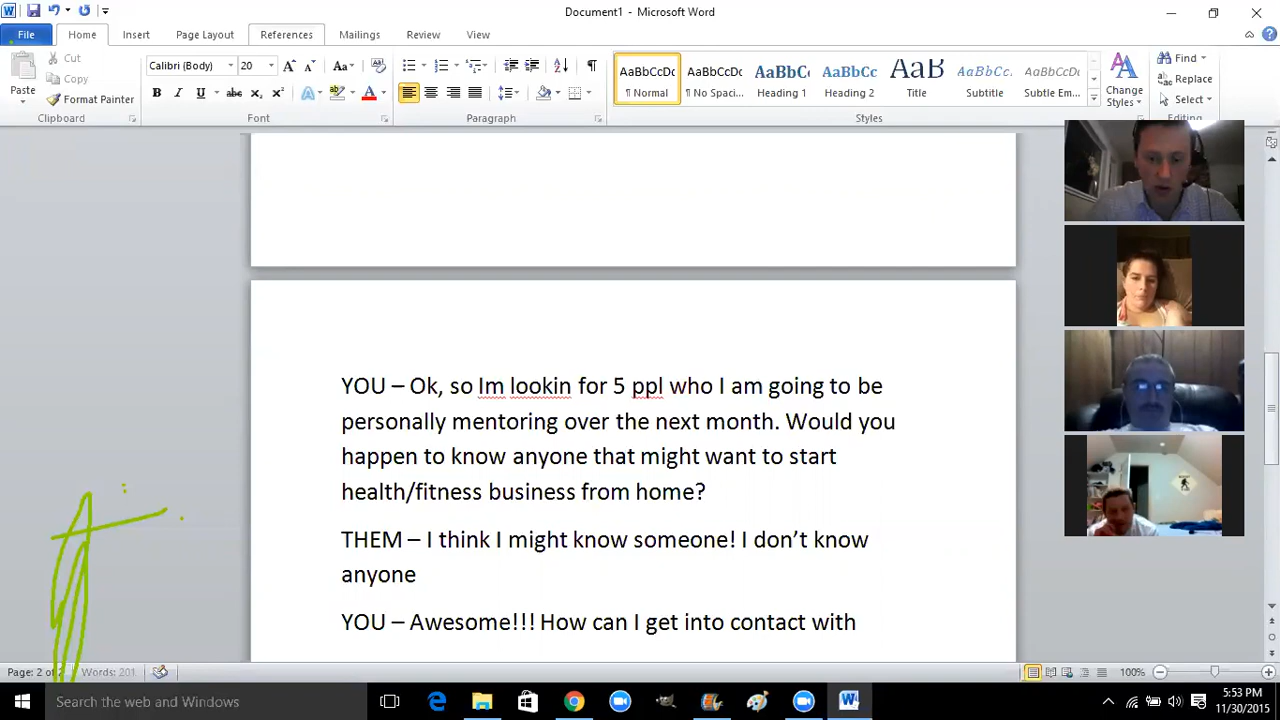 Document1 - Microsoft Word
File Home Insert Page Layout References Mailings Review View
Cut
Copy
Paste
Format Painter
Calibri (Body) 20
Clipboard Font Paragraph Styles Editing
AaBbCcDc AaBbCcDc AaBbC AaBbCc AaB AaBbCc. AaBbCcDc
¶ Normal ¶ No Spaci... Heading 1 Heading 2 Title Subtitle Subtle Em...
Change Styles
Find
Replace
Select
YOU – Ok, so Im lookin for 5 ppl who I am going to be
personally mentoring over the next month. Would you
happen to know anyone that might want to start
health/fitness business from home?
THEM – I think I might know someone! I don’t know
anyone
YOU – Awesome!!! How can I get into contact with
Page: 2 of 2 Words: 201 100%
Search the web and Windows
5:53 PM
11/30/2015